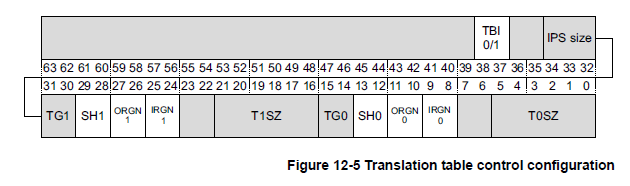 TBI
0/1
IPS size
63 62 61 60 59 58 57 56 55 54 53 52 51 50 49 48 47 46 45 44 43 42 41 40 39 38 37 36 35 34 33 32
31 30 29 28 27 26 25 24 23 22 21 20 19 18 17 16 15 14 13 12 11 10 9 8 7 6 5 4 3 2 1 0
TG1 SH1 ORGN 1 IRGN 1 T1SZ TG0 SH0 ORGN 0 IRGN 0 T0SZ
Figure 12-5 Translation table control configuration